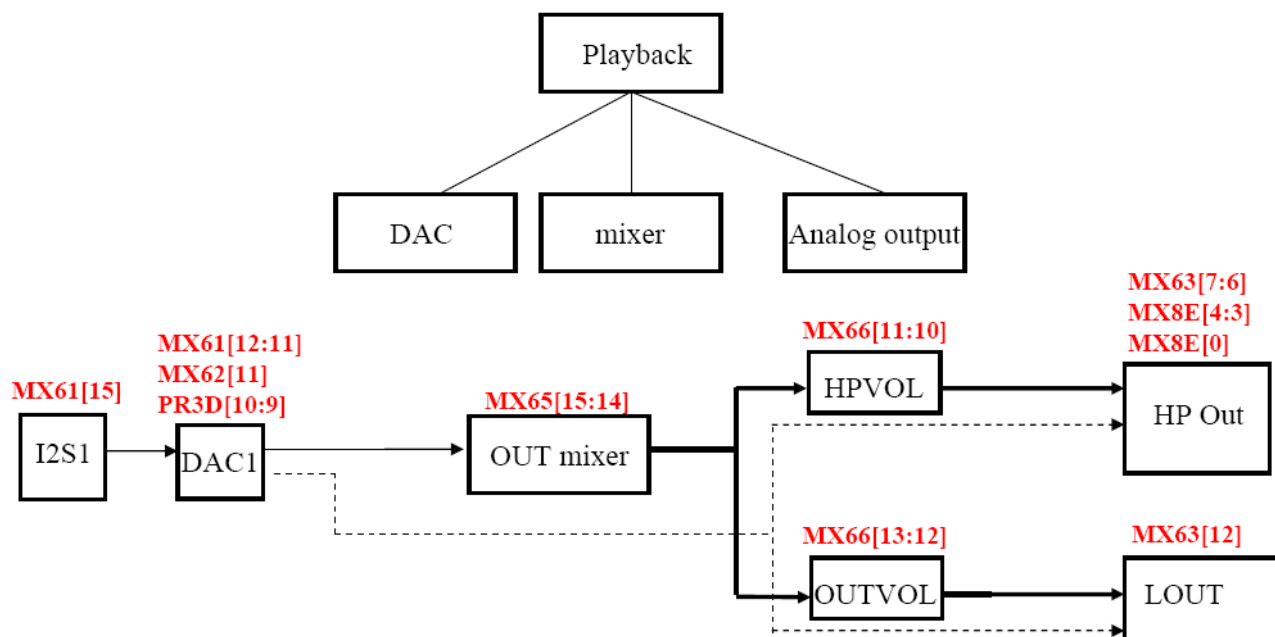 Playback
DAC
mixer
Analog output
MX61[15]
I2S1
MX61[12:11]
MX62[11]
PR3D[10:9]
DAC1
MX65[15:14]
OUT mixer
MX66[11:10]
HPVOL
MX63[7:6]
MX8E[4:3]
MX8E[0]
HP Out
MX66[13:12]
OUTVOL
MX63[12]
LOUT